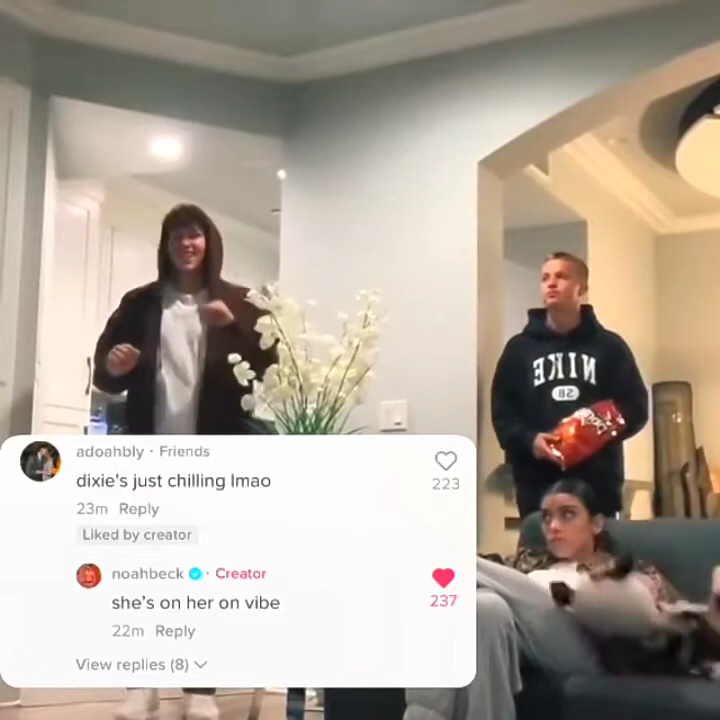 NIKE
SB
adoahbly · Friends
dixie's just chilling lmao
223
23m Reply
Liked by creator
noahbeck · Creator
she's on her on vibe
237
22m Reply
View replies (8)